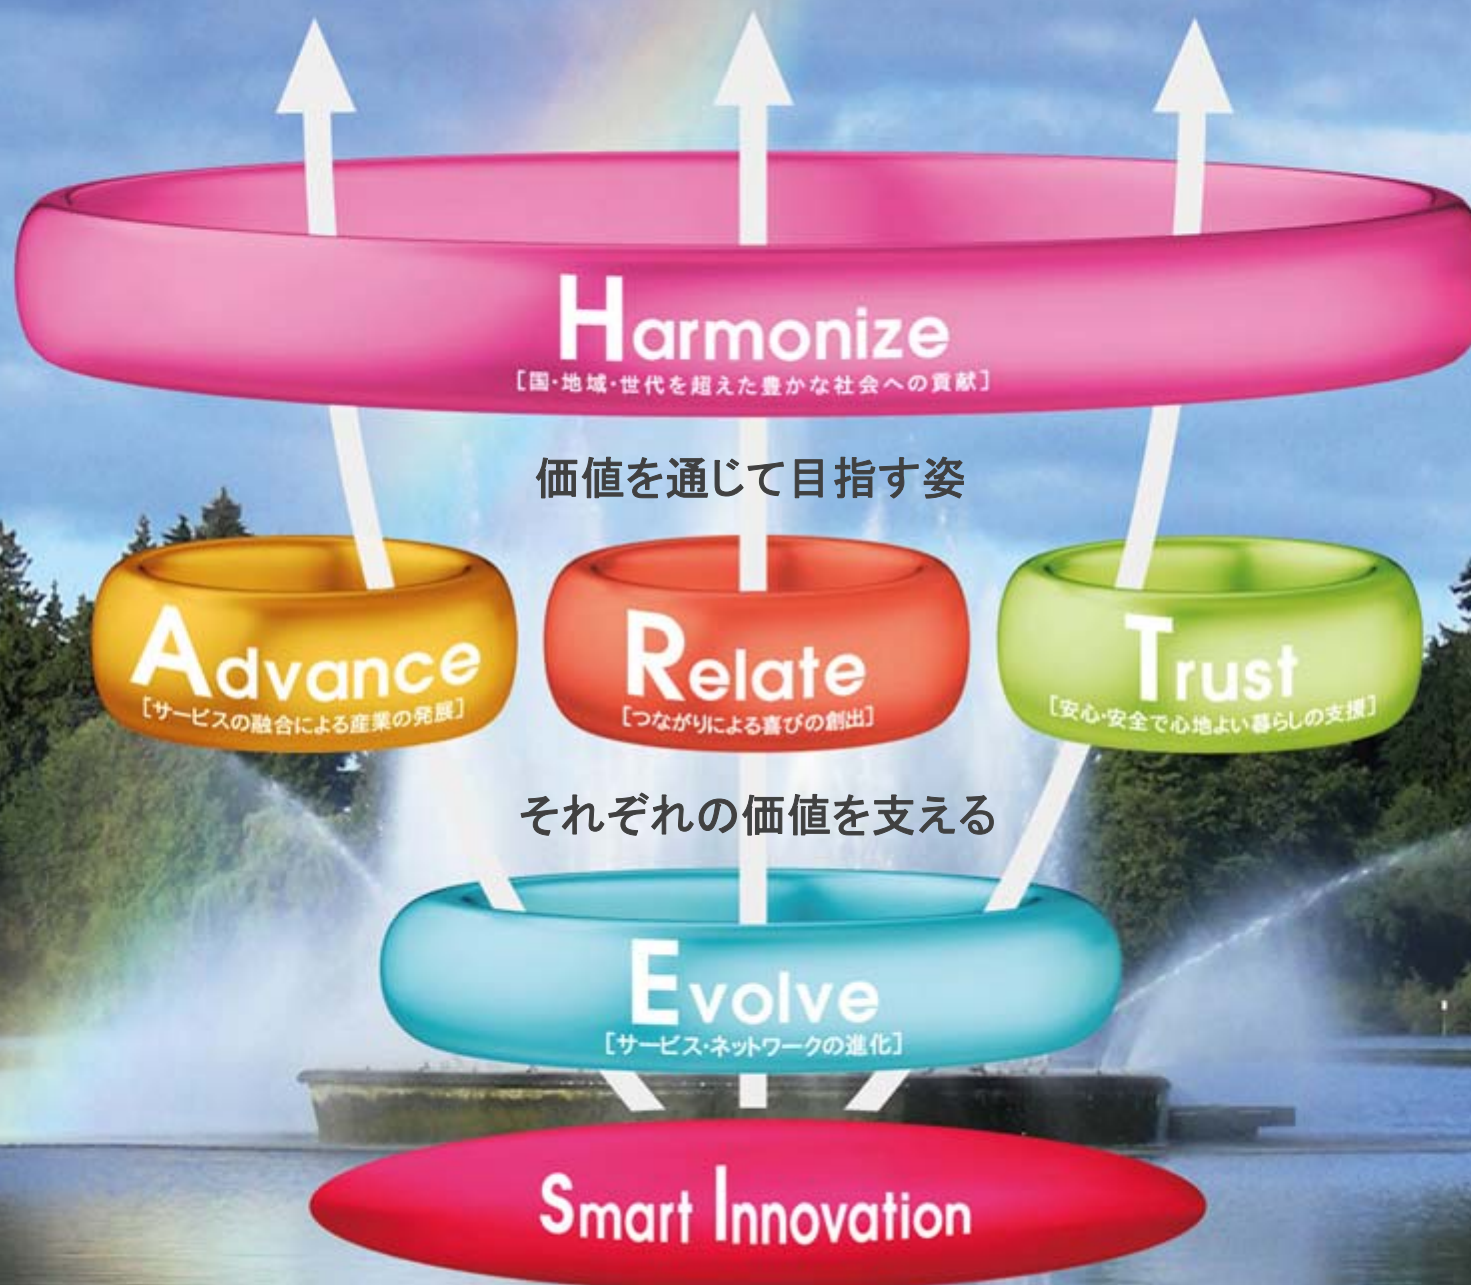 Harmonize
［国・地域・世代を超えた豊かな社会への貢献］
価値を通じて目指す姿
Advance
［サービスの融合による産業の発展］
Relate
［つながりによる喜びの創出］
Trust
［安心・安全で心地よい暮らしの支援］
それぞれの価値を支える
Evolve
［サービス・ネットワークの進化］
Smart Innovation